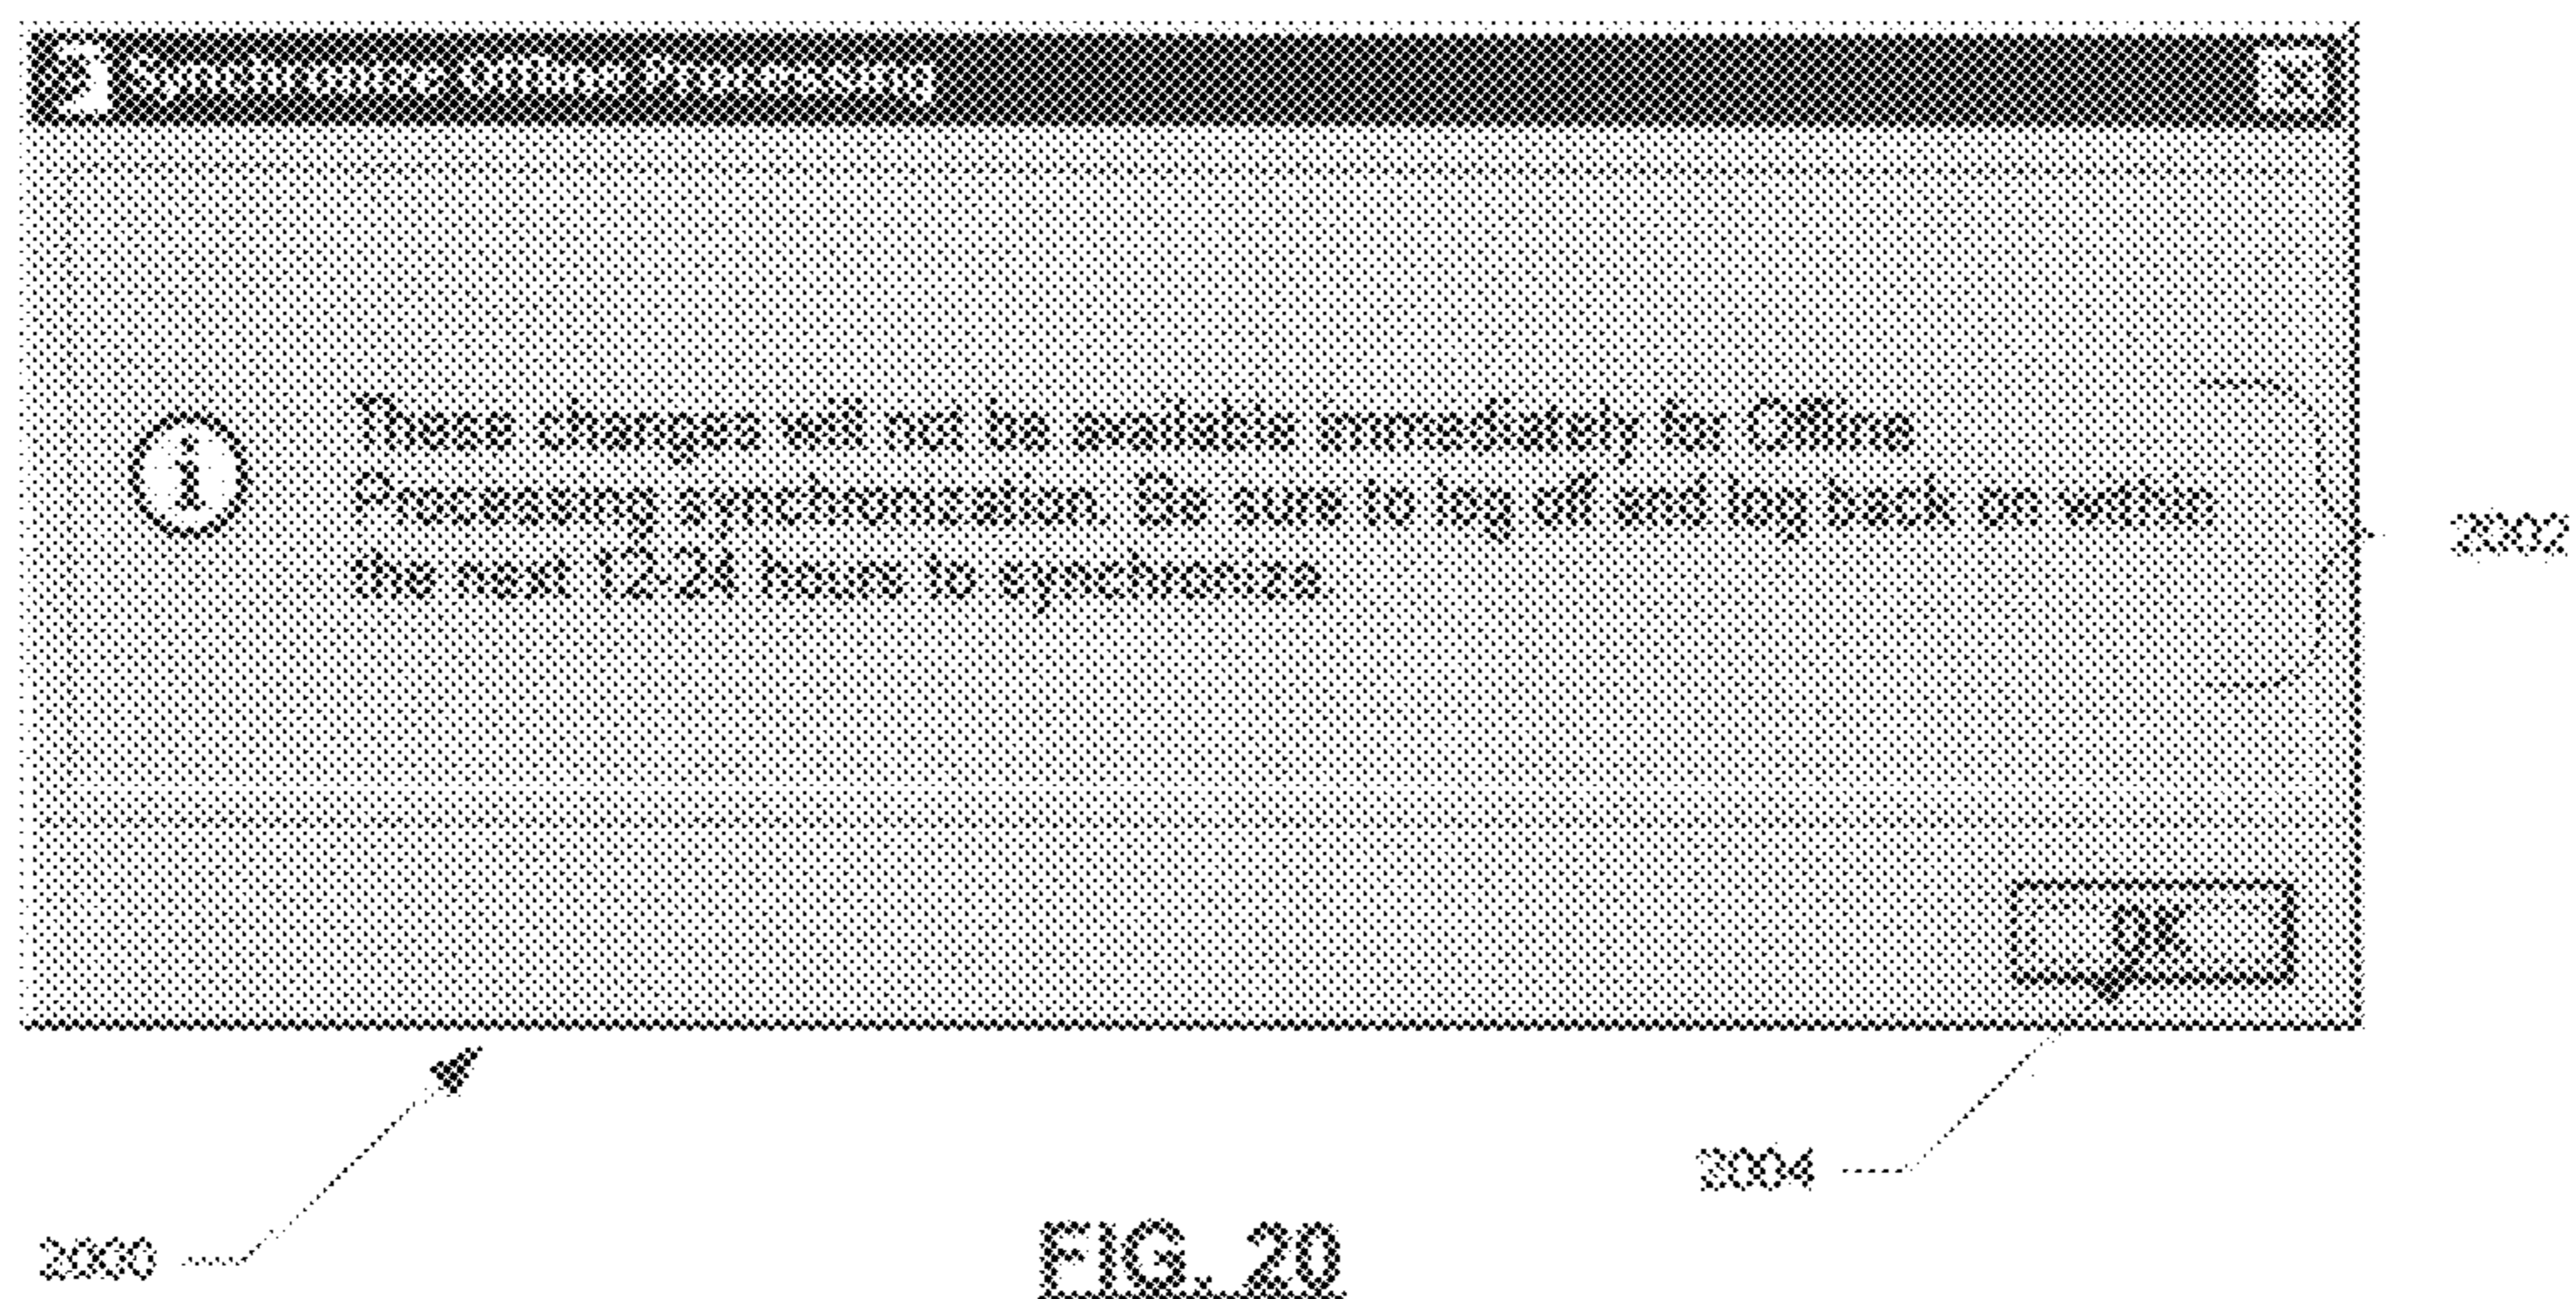 Synchronize Offline Processing
These changes will not be available immediately for Offline
Processing synchronization. Be sure to log off and log back on within
the next 12-24 hours to synchronize.
i
OK
2002
2004
2000
FIG. 20